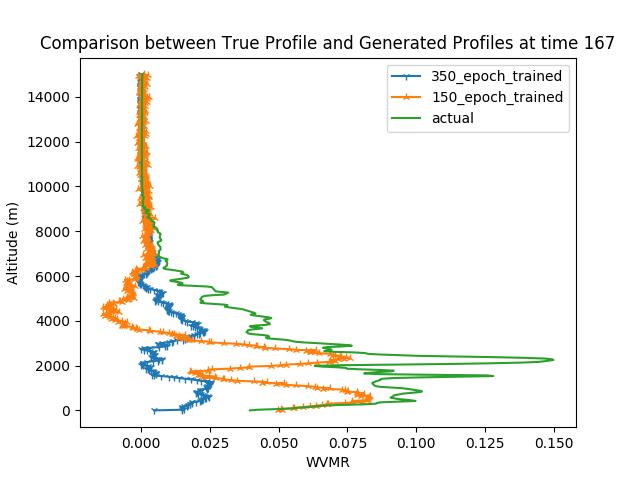 Comparison between True Profile and Generated Profiles at time 167
350_epoch_trained
150_epoch_trained
actual
Altitude (m)
14000
12000
10000
8000
6000
4000
2000
0
0.000 0.025 0.050 0.075 0.100 0.125 0.150
WVMR